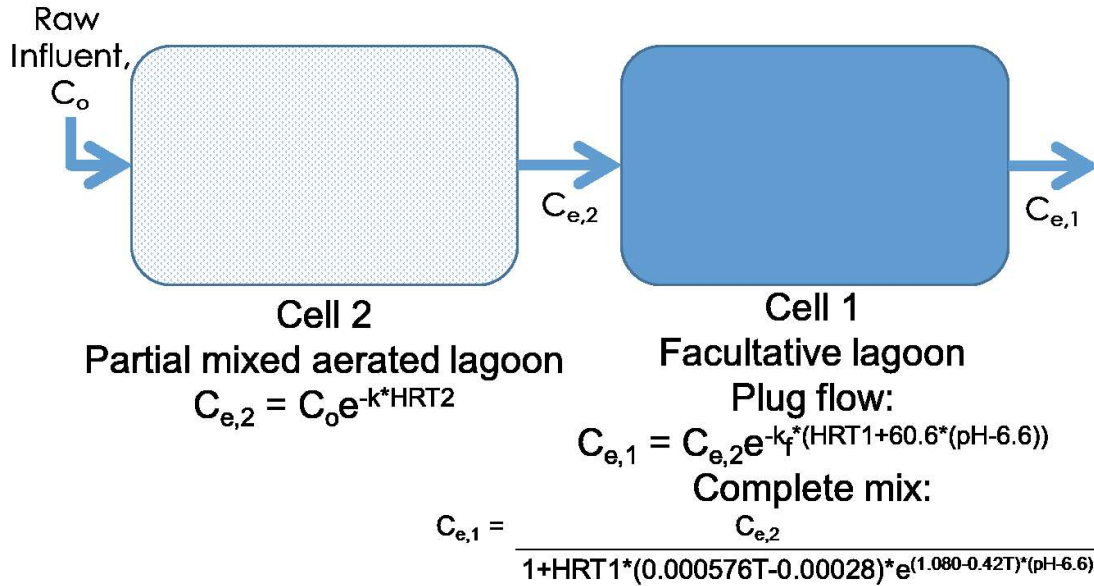 Raw
Influent,
Cₒ
Cₑ,₂
Cₑ,₁
Cell 2
Partial mixed aerated lagoon
Cₑ,₂ = Cₒe^-k*HRT2
Cell 1
Facultative lagoon
Plug flow:
Cₑ,₁ = Cₑ,₂e^-k_f*(HRT1+60.6*(pH-6.6))
Complete mix:
Cₑ,₁ = Cₑ,₂
1+HRT1*(0.000576T-0.00028)*e^(1.080-0.42T)*(pH-6.6)